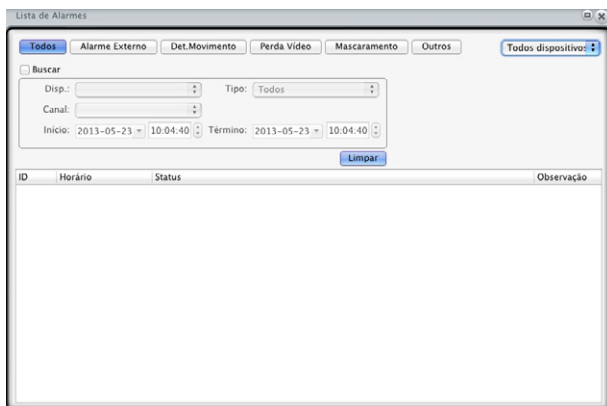 Lista de Alarmes
Todos Alarme Externo Det.Movimento Perda Vídeo Mascaramento Outros Todos dispositivos
Buscar
Disp.: Tipo: Todos
Canal:
Início: 2013-05-23 10:04:40 Término: 2013-05-23 10:04:40
Limpar
ID Horário Status Observação